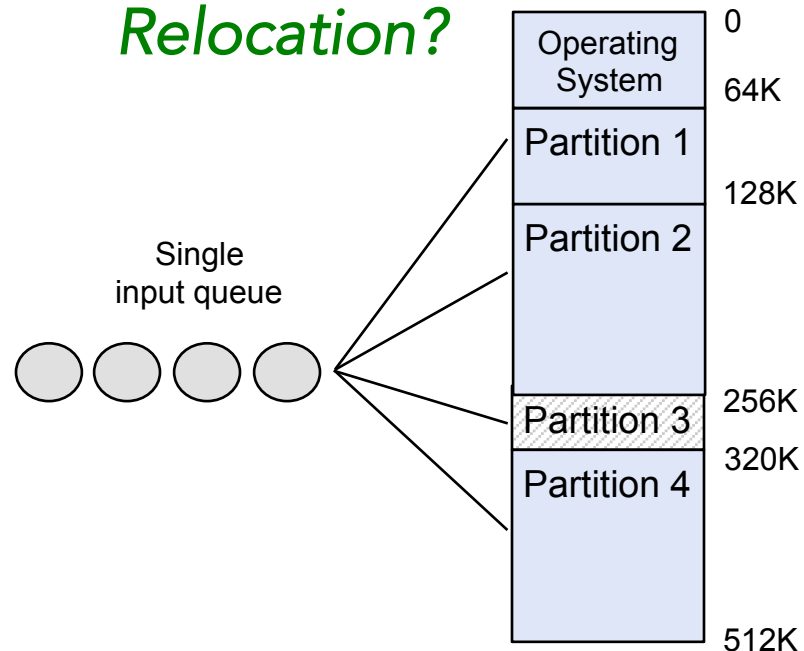 Relocation?
Operating
System
0
64K
Partition 1
128K
Partition 2
Single
input queue
256K
Partition 3
320K
Partition 4
512K